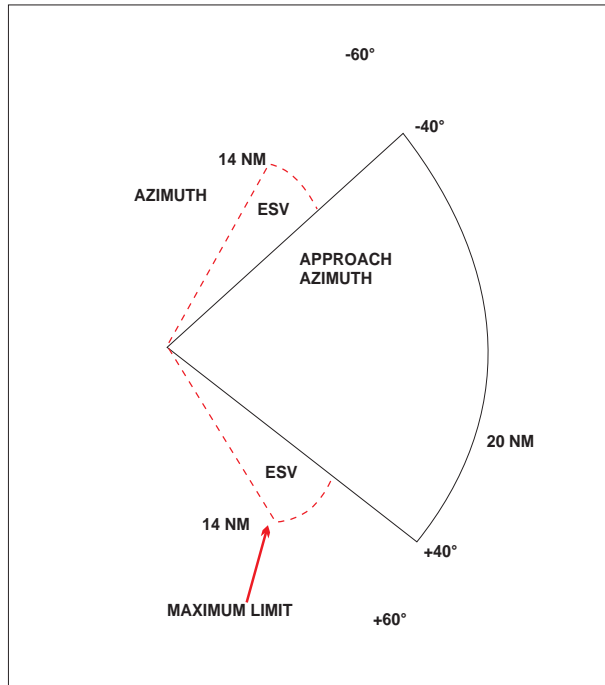 -60°
-40°
14 NM
AZIMUTH
ESV
APPROACH
AZIMUTH
20 NM
ESV
14 NM
+40°
MAXIMUM LIMIT
+60°